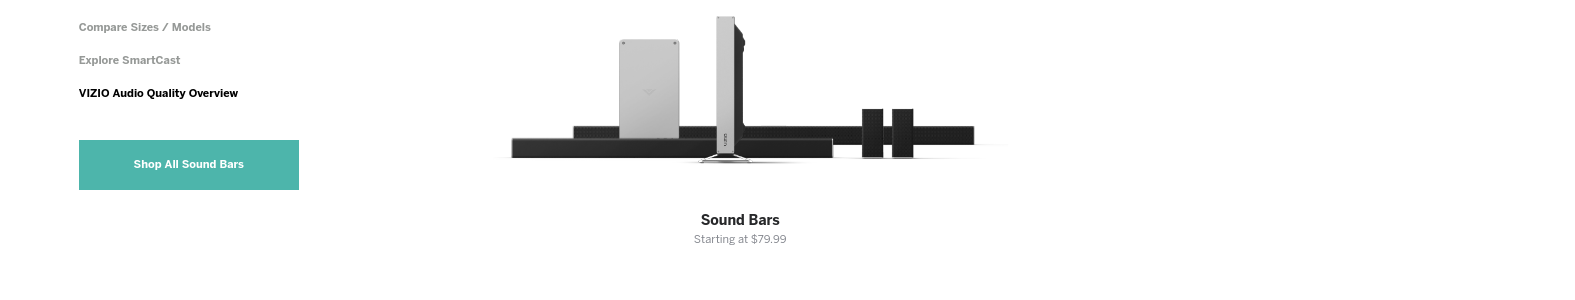 Compare Sizes / Models
Explore SmartCast
VIZIO Audio Quality Overview
Shop All Sound Bars
Sound Bars
Starting at $79.99